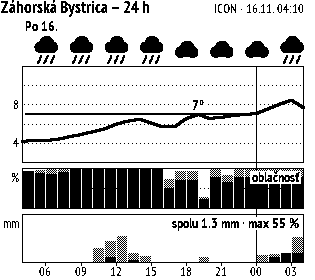 Záhorská Bystrica – 24 h
ICON · 16.11. 04:10
Po 16.
7°
8
4
%
oblačnosť
mm
spolu 1.3 mm · max 55 %
06 09 12 15 18 21 00 03